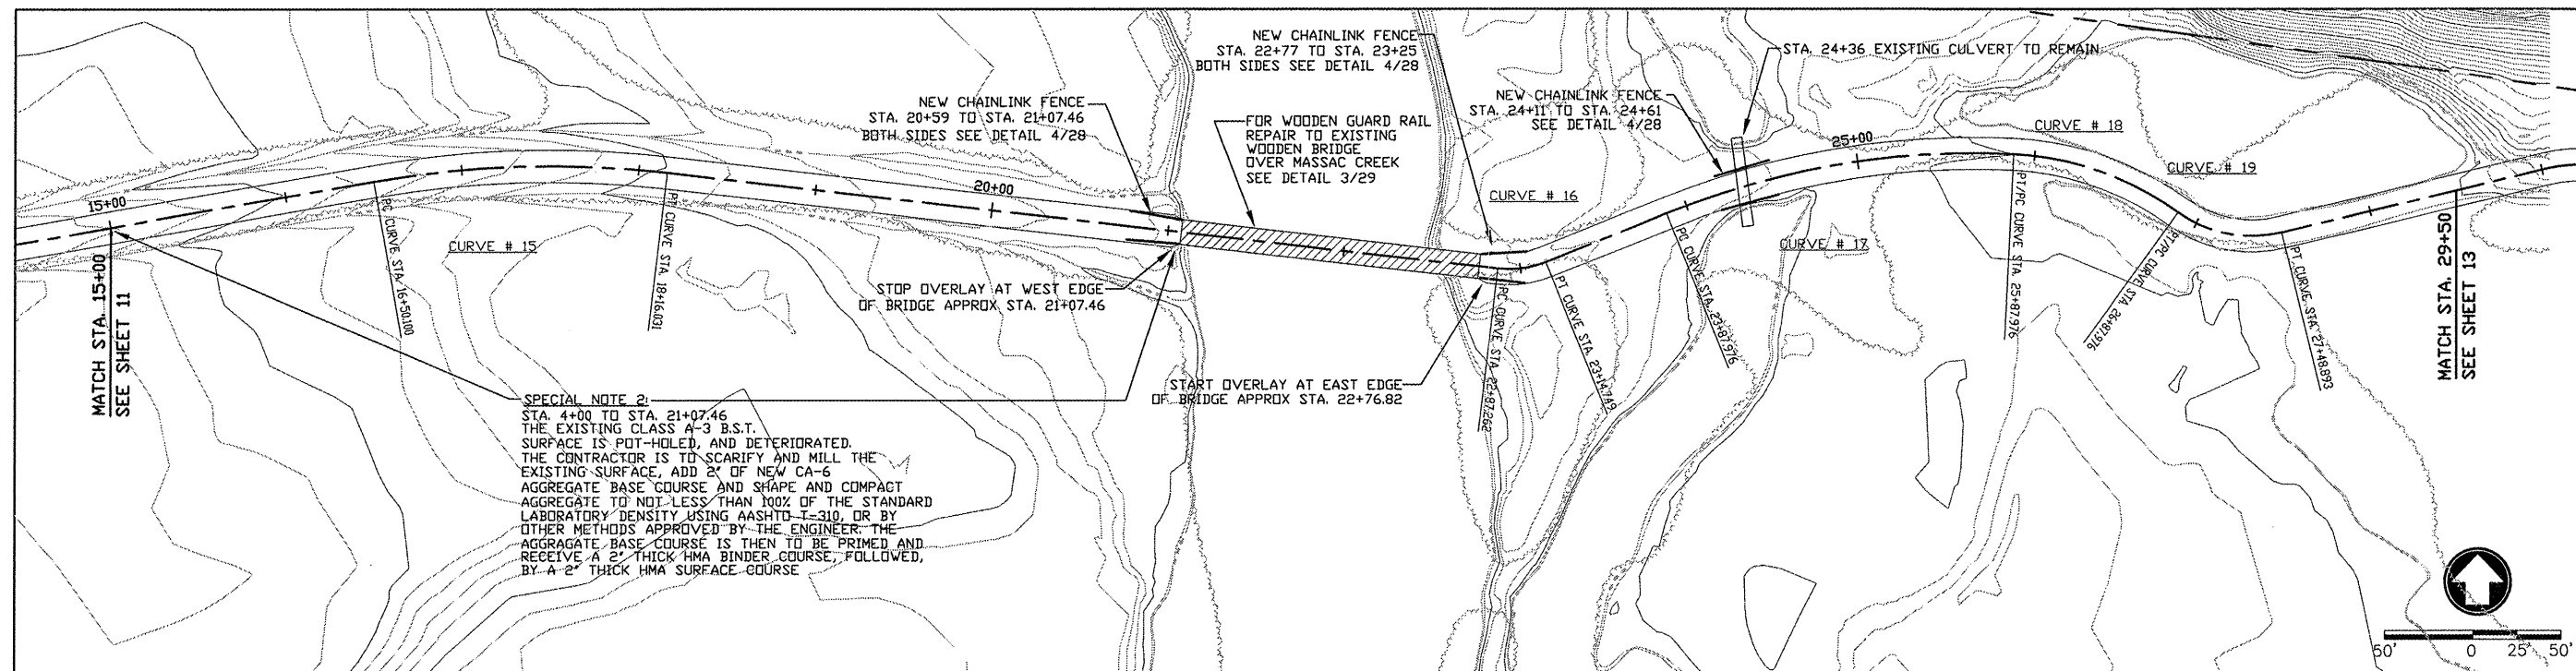 NEW CHAINLINK FENCE
STA. 22+77 TO STA. 23+25
BOTH SIDES SEE DETAIL 4/28
STA. 24+36 EXISTING CULVERT TO REMAIN
NEW CHAINLINK FENCE
STA. 20+59 TO STA. 21+07.46
BOTH SIDES SEE DETAIL 4/28
FOR WOODEN GUARD RAIL
REPAIR TO EXISTING
WOODEN BRIDGE
OVER MASSAC CREEK
SEE DETAIL 3/29
NEW CHAINLINK FENCE
STA. 24+11 TO STA. 24+61
SEE DETAIL 4/28
15+00
20+00
25+00
CURVE # 15
CURVE # 16
CURVE # 17
CURVE # 18
CURVE # 19
PC CURVE STA. 16+50.100
PT CURVE STA. 18+16.031
PC CURVE STA. 22+87.262
PT CURVE STA. 23+14.749
PC CURVE STA. 23+87.976
PT/PC CURVE STA. 25+87.976
PT/PC CURVE STA. 26+87.976
PT CURVE STA. 27+48.893
STOP OVERLAY AT WEST EDGE
OF BRIDGE APPROX STA. 21+07.46
START OVERLAY AT EAST EDGE
OF BRIDGE APPROX STA. 22+76.82
MATCH STA. 15+00
SEE SHEET 11
MATCH STA. 29+50
SEE SHEET 13
SPECIAL NOTE 2:
STA. 4+00 TO STA. 21+07.46
THE EXISTING CLASS A-3 B.S.T.
SURFACE IS POT-HOLED, AND DETERIORATED.
THE CONTRACTOR IS TO SCARIFY AND MILL THE
EXISTING SURFACE, ADD 2" OF NEW CA-6
AGGREGATE BASE COURSE AND SHAPE AND COMPACT
AGGREGATE TO NOT LESS THAN 100% OF THE STANDARD
LABORATORY DENSITY USING AASHTO T-310, OR BY
OTHER METHODS APPROVED BY THE ENGINEER. THE
AGGRAGATE BASE COURSE IS THEN TO BE PRIMED AND
RECEIVE A 2" THICK HMA BINDER COURSE, FOLLOWED,
BY A 2" THICK HMA SURFACE COURSE
50' 0 25' 50'